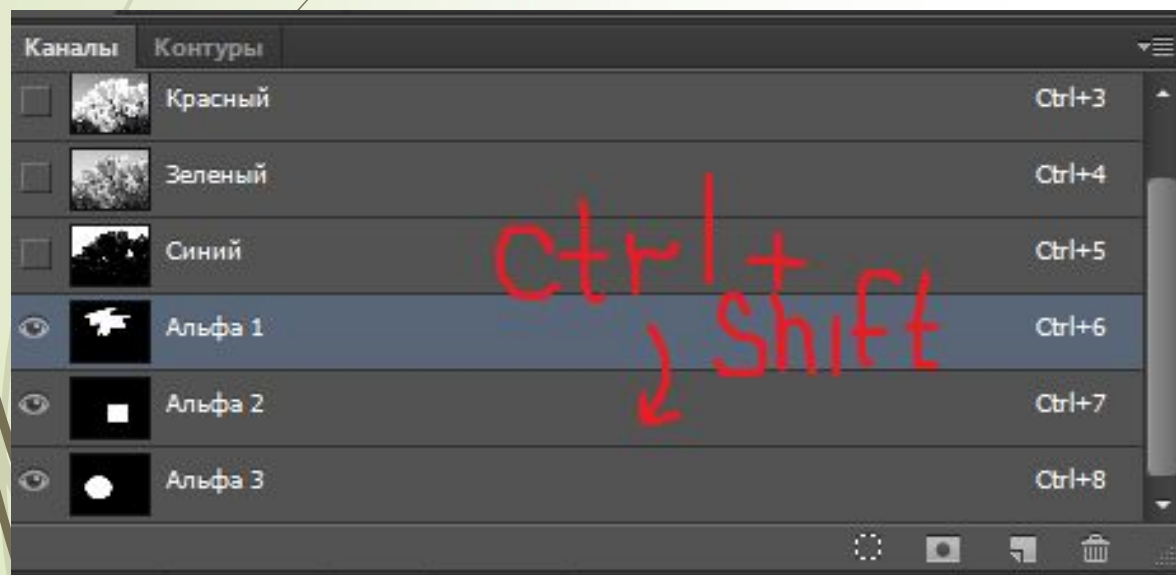 Каналы Контуры
Красный Ctrl+3
Зеленый Ctrl+4
Синий Ctrl+5
ctrl+
shift
Альфа 1 Ctrl+6
Альфа 2 Ctrl+7
Альфа 3 Ctrl+8